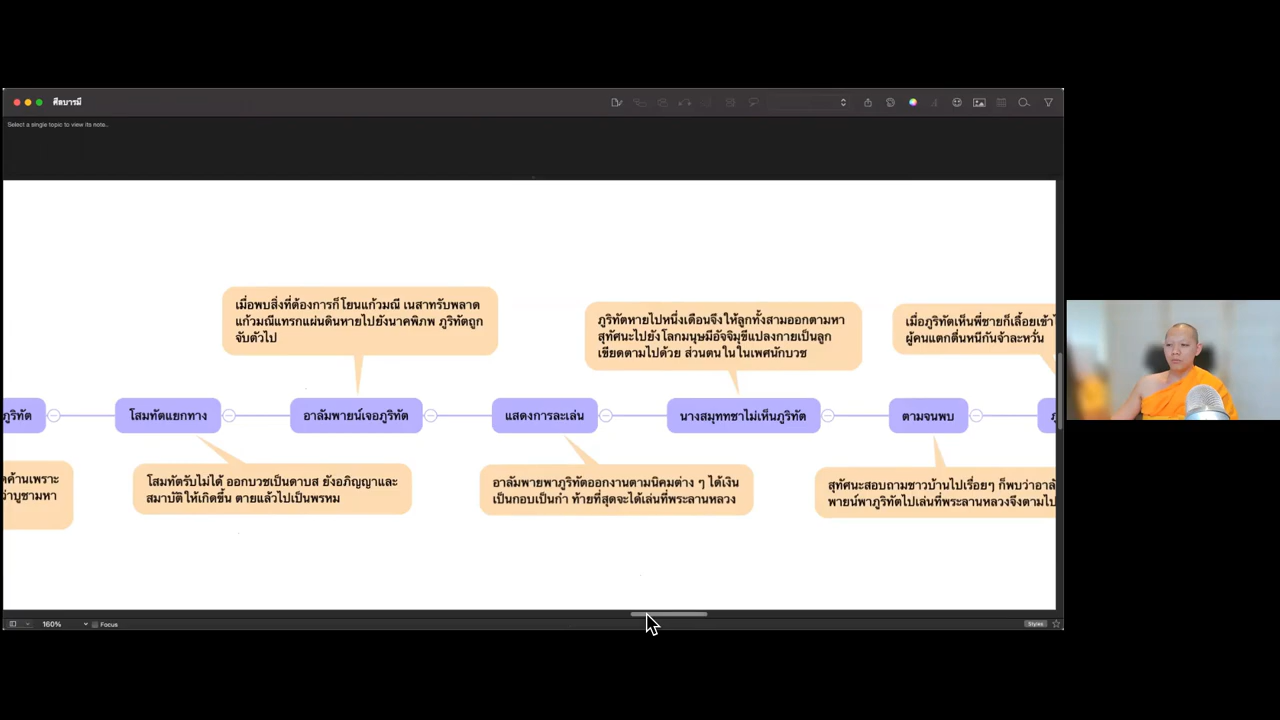 ศีลบารมี
Select a single topic to view its note..
เมื่อพบสิ่งที่ต้องการก็โยนแก้วมณี เนสาทรับพลาด
แก้วมณีแทรกแผ่นดินหายไปยังนาคพิภพ ภูริทัตถูก
จับตัวไป
ภูริทัตหายไปหนึ่งเดือนจึงให้ลูกทั้งสามออกตามหา
สุทัศนะไปยังโลกมนุษมีอัจจิมุขีแปลงกายเป็นลูก
เขียดตามไปด้วย ส่วนตนในในเพศนักบวช
เมื่อภูริทัตเห็นพี่ชายก็เลื้อยเข้า
ผู้คนแตกตื่นหนีกันจำละหวั่น
ภูริทัต
โสมทัตแยกทาง
อาลัมพายน์เจอภูริทัต
แสดงการละเล่น
นางสมุททชาไม่เห็นภูริทัต
ตามจนพบ
ค้านเพราะ
ว่าบูชามหา
โสมทัตรับไม่ได้ ออกบวชเป็นดาบส ยังอภิญญาและ
สมาบัติให้เกิดขึ้น ตายแล้วไปเป็นพรหม
อาลัมพายพาภูริทัตออกงานตามนิคมต่าง ๆ ได้เงิน
เป็นกอบเป็นกำ ท้ายที่สุดจะได้เล่นที่พระลานหลวง
สุทัศนะสอบถามชาวบ้านไปเรื่อยๆ ก็พบว่าอาลั
พายน์พาภูริทัตไปเล่นที่พระลานหลวงจึงตามไป
160%
Focus
Styles